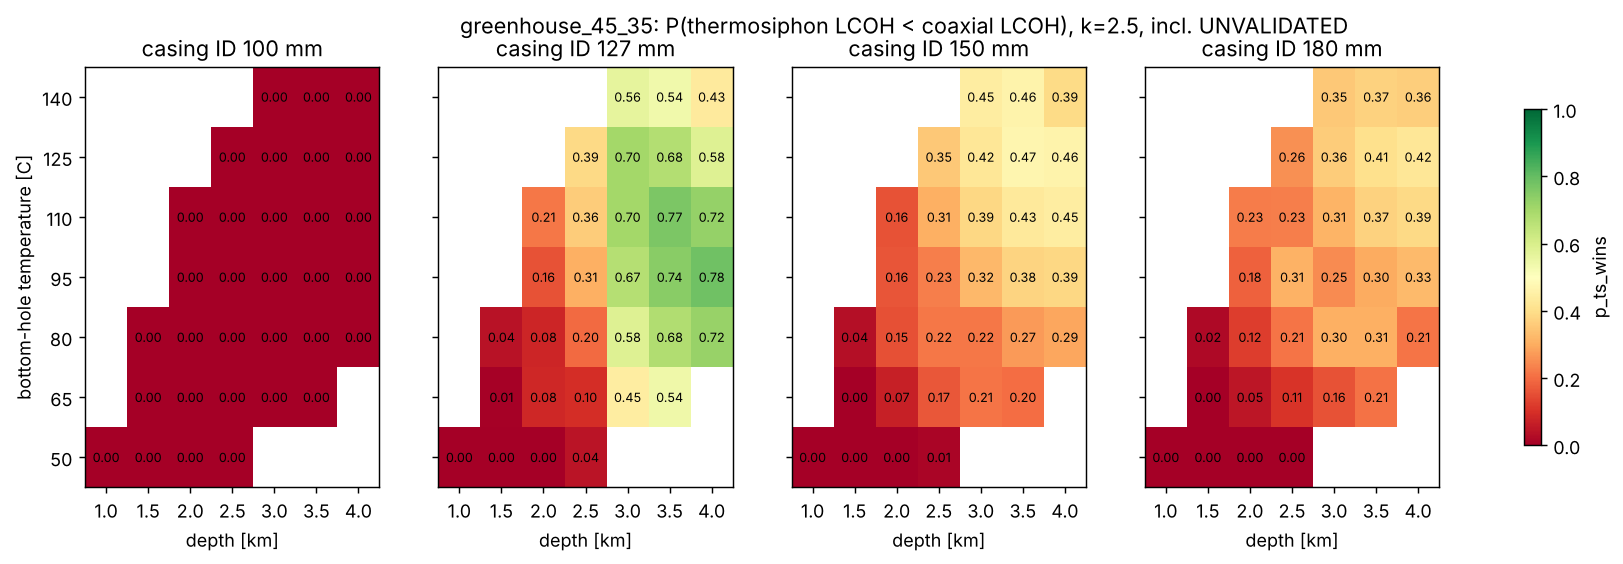 greenhouse_45_35: P(thermosiphon LCOH < coaxial LCOH), k=2.5, incl. UNVALIDATED
casing ID 100 mm casing ID 127 mm casing ID 150 mm casing ID 180 mm
140 0.00 0.00 0.00 0.56 0.54 0.43 0.45 0.46 0.39 0.35 0.37 0.36
125 0.00 0.00 0.00 0.00 0.39 0.70 0.68 0.58 0.35 0.42 0.47 0.46 0.26 0.36 0.41 0.42
110 0.00 0.00 0.00 0.00 0.00 0.21 0.36 0.70 0.77 0.72 0.16 0.31 0.39 0.43 0.45 0.23 0.23 0.31 0.37 0.39
95 0.00 0.00 0.00 0.00 0.00 0.16 0.31 0.67 0.74 0.78 0.16 0.23 0.32 0.38 0.39 0.18 0.31 0.25 0.30 0.33
80 0.00 0.00 0.00 0.00 0.00 0.00 0.04 0.08 0.20 0.58 0.68 0.72 0.04 0.15 0.22 0.22 0.27 0.29 0.02 0.12 0.21 0.30 0.31 0.21
65 0.00 0.00 0.00 0.00 0.00 0.01 0.08 0.10 0.45 0.54 0.00 0.07 0.17 0.21 0.20 0.00 0.05 0.11 0.16 0.21
50 0.00 0.00 0.00 0.00 0.00 0.00 0.00 0.04 0.00 0.00 0.00 0.01 0.00 0.00 0.00 0.00
bottom-hole temperature [C]
1.0 1.5 2.0 2.5 3.0 3.5 4.0 1.0 1.5 2.0 2.5 3.0 3.5 4.0 1.0 1.5 2.0 2.5 3.0 3.5 4.0 1.0 1.5 2.0 2.5 3.0 3.5 4.0
depth [km] depth [km] depth [km] depth [km]
1.0
0.8
0.6
0.4
0.2
0.0
p_ts_wins